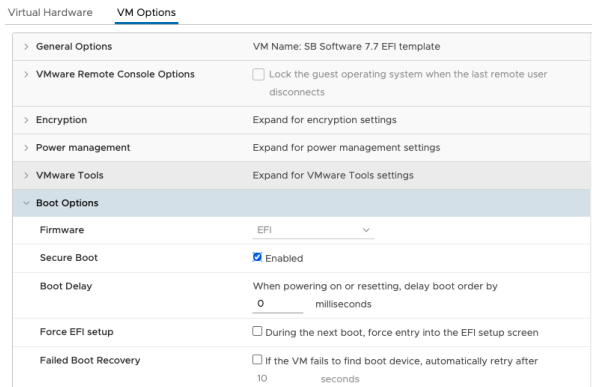 Virtual Hardware VM Options
General Options VM Name: SB Software 7.7 EFI template
VMware Remote Console Options Lock the guest operating system when the last remote user
disconnects
Encryption Expand for encryption settings
Power management Expand for power management settings
VMware Tools Expand for VMware Tools settings
Boot Options
Firmware EFI
Secure Boot Enabled
Boot Delay When powering on or resetting, delay boot order by
0 milliseconds
Force EFI setup During the next boot, force entry into the EFI setup screen
Failed Boot Recovery If the VM fails to find boot device, automatically retry after
10 seconds